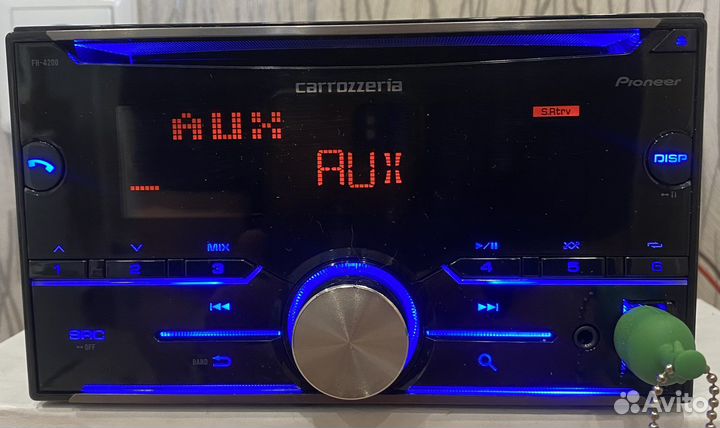 FH-4200
carrozzeria
Pioneer
S.Rtrv
AUX
AUX
DISP
MIX
1 2 3 4 5 6
SRC
OFF
BAND
Avito